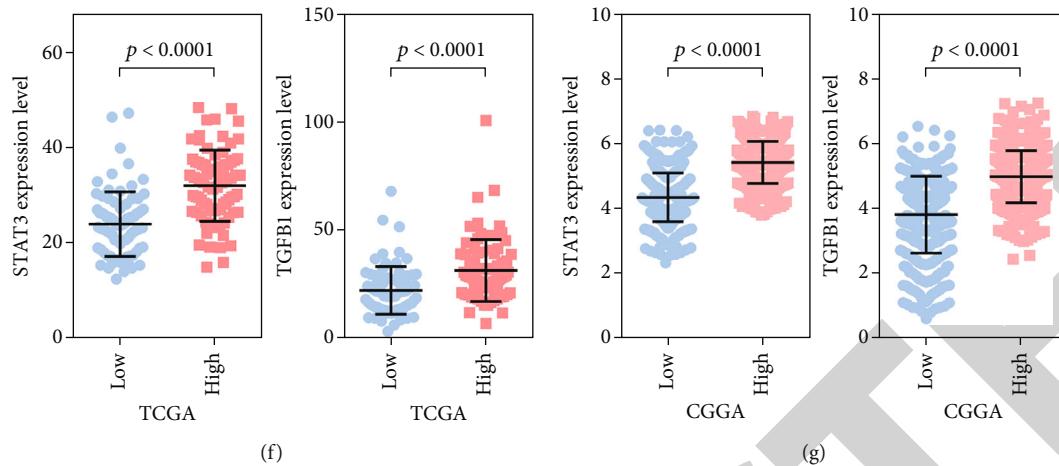 STAT3 expression level
60
40
20
0
p < 0.0001
Low
High
TCGA
TGFB1 expression level
150
100
50
0
p < 0.0001
Low
High
TCGA
(f)
STAT3 expression level
10
8
6
4
2
0
p < 0.0001
Low
High
CGGA
TGFB1 expression level
10
8
6
4
2
0
p < 0.0001
Low
High
CGGA
(g)